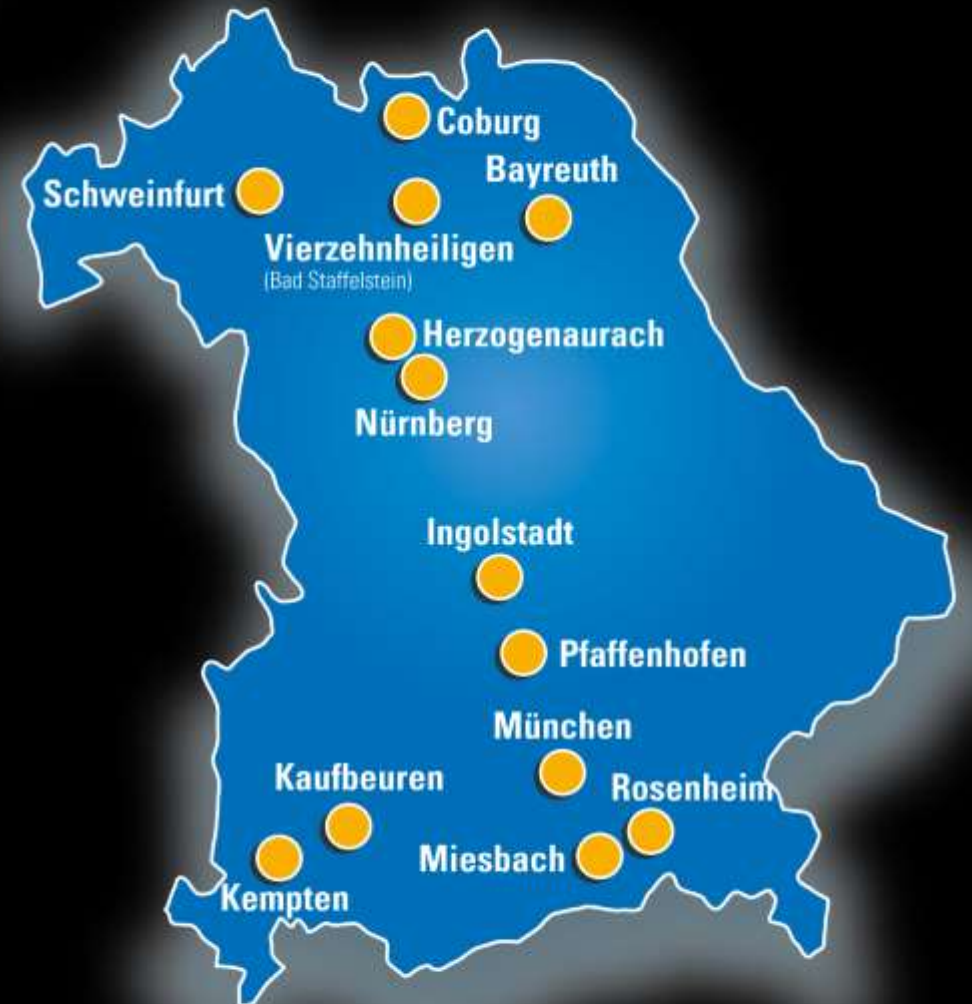 Coburg
Bayreuth
Schweinfurt
Vierzehnheiligen
(Bad Staffelstein)
Herzogenaurach
Nürnberg
Ingolstadt
Pfaffenhofen
München
Kaufbeuren
Rosenheim
Miesbach
Kempten